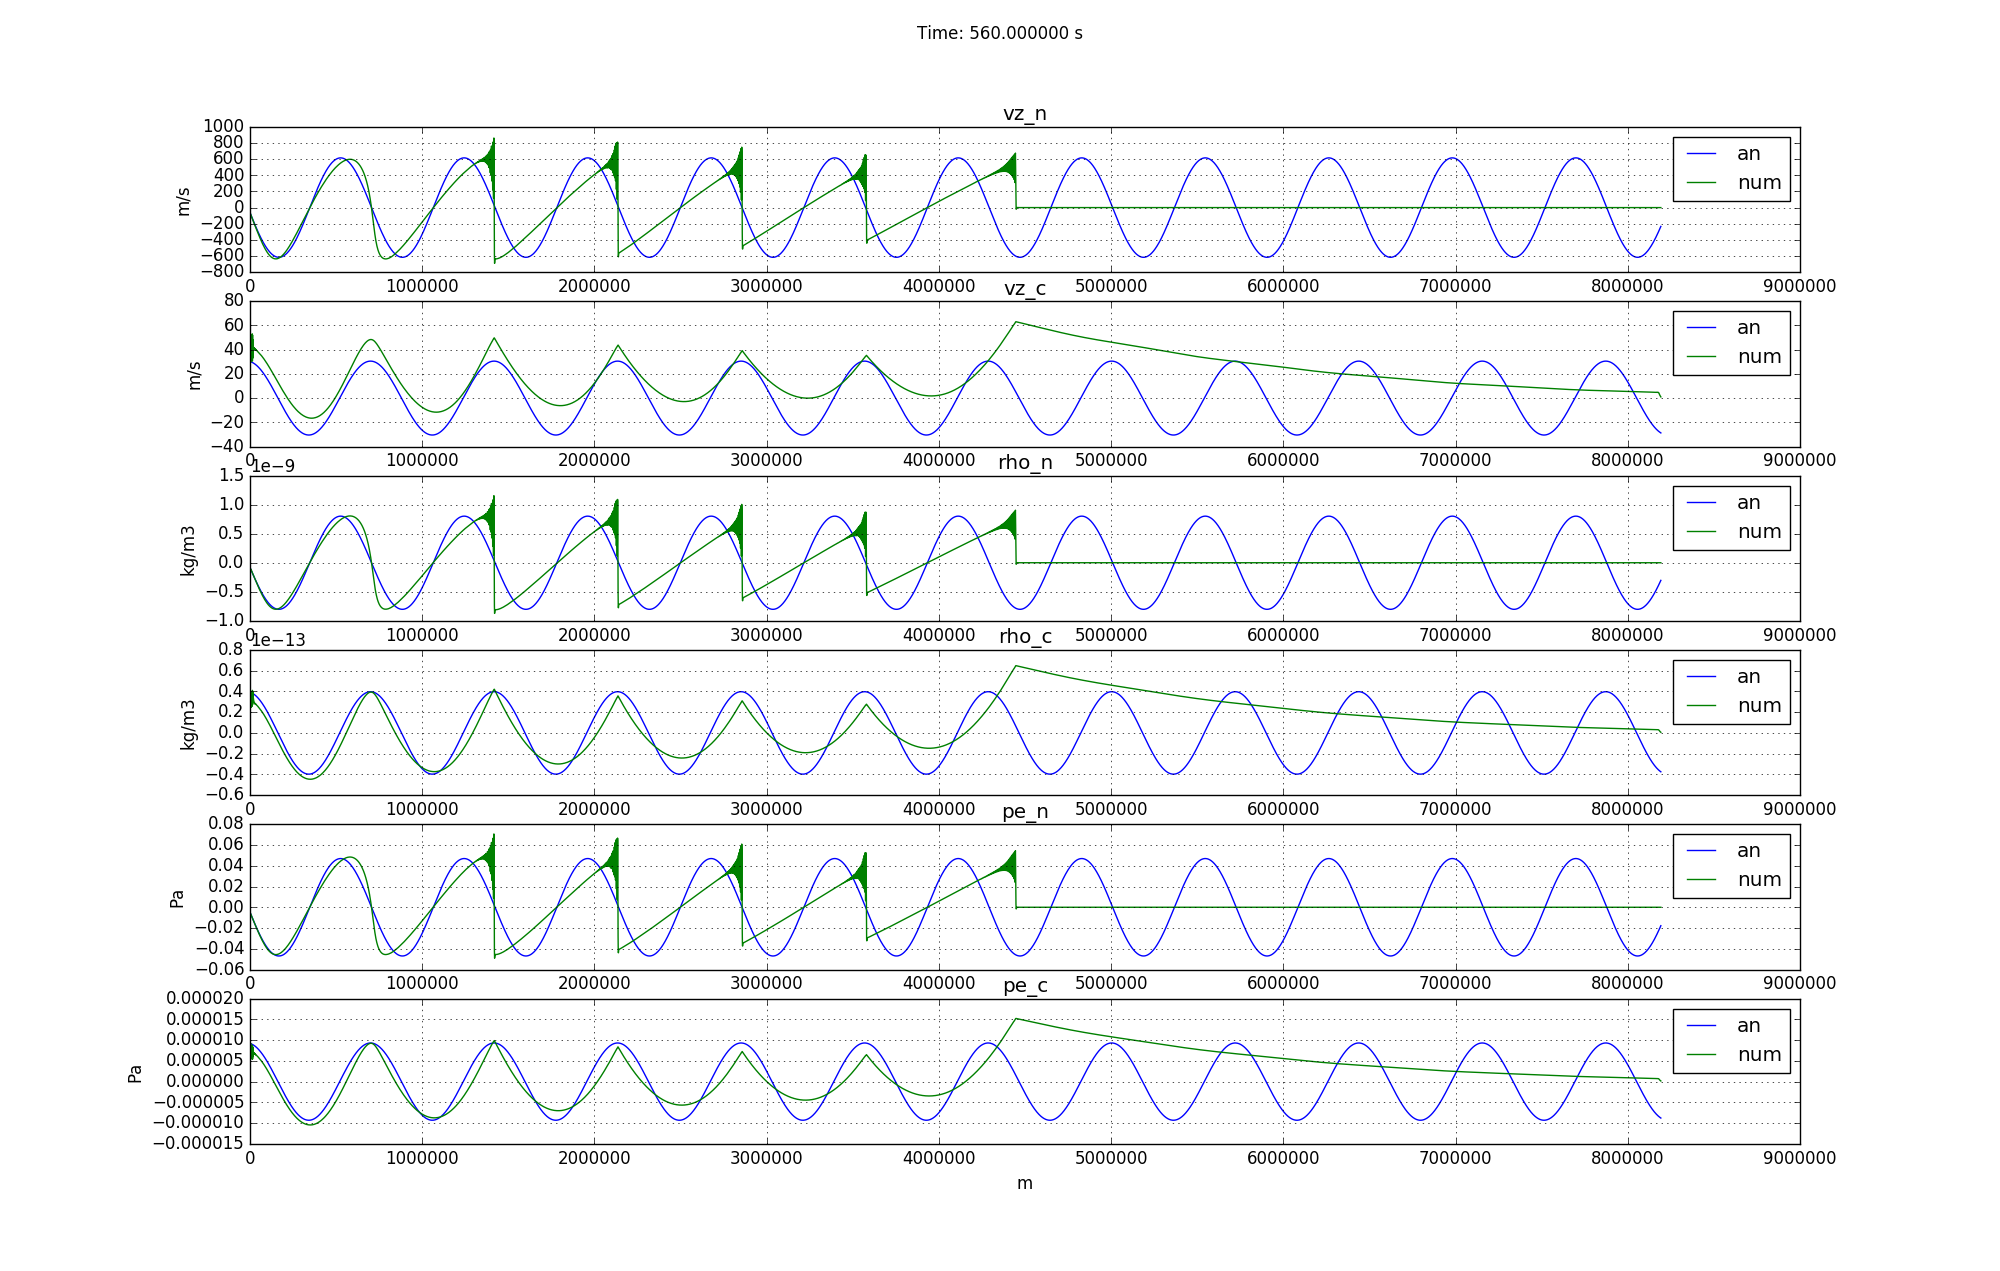 Time: 560.000000 s
vz_n
1000
800
600
400
200
0
−200
−400
−600
−800
m/s
an
num
0 1000000 2000000 3000000 4000000 5000000 6000000 7000000 8000000 9000000
vz_c
80
60
40
20
0
−20
−40
m/s
an
num
0 1000000 2000000 3000000 4000000 5000000 6000000 7000000 8000000 9000000
1e−9
rho_n
1.5
1.0
0.5
0.0
−0.5
−1.0
kg/m3
an
num
0 1000000 2000000 3000000 4000000 5000000 6000000 7000000 8000000 9000000
1e−13
rho_c
0.8
0.6
0.4
0.2
0.0
−0.2
−0.4
−0.6
kg/m3
an
num
0 1000000 2000000 3000000 4000000 5000000 6000000 7000000 8000000 9000000
pe_n
0.08
0.06
0.04
0.02
0.00
−0.02
−0.04
−0.06
Pa
an
num
0 1000000 2000000 3000000 4000000 5000000 6000000 7000000 8000000 9000000
pe_c
0.000020
0.000015
0.000010
0.000005
0.000000
−0.000005
−0.000010
−0.000015
Pa
an
num
0 1000000 2000000 3000000 4000000 5000000 6000000 7000000 8000000 9000000
m